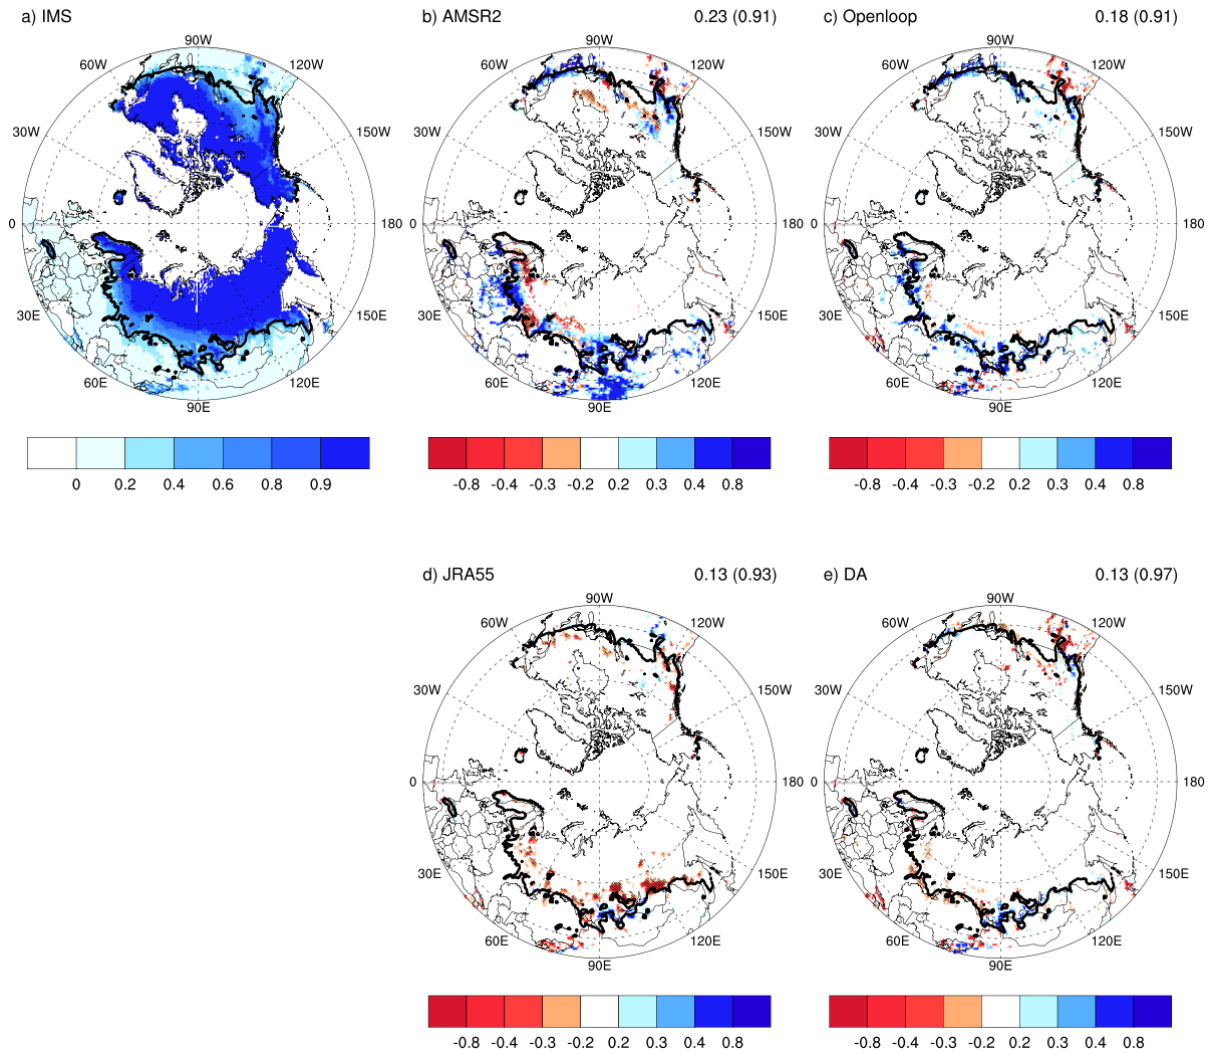 a) IMS
b) AMSR2 0.23 (0.91)
c) Openloop 0.18 (0.91)
90W
60W 120W
30W 150W
0 180
30E 150E
60E 120E
90E
90W
60W 120W
30W 150W
0 180
30E 150E
60E 120E
90E
90W
60W 120W
30W 150W
0 180
30E 150E
60E 120E
90E
0 0.2 0.4 0.6 0.8 0.9
-0.8 -0.4 -0.3 -0.2 0.2 0.3 0.4 0.8
-0.8 -0.4 -0.3 -0.2 0.2 0.3 0.4 0.8
d) JRA55 0.13 (0.93)
e) DA 0.13 (0.97)
90W
60W 120W
30W 150W
0 180
30E 150E
60E 120E
90E
90W
60W 120W
30W 150W
0 180
30E 150E
60E 120E
90E
-0.8 -0.4 -0.3 -0.2 0.2 0.3 0.4 0.8
-0.8 -0.4 -0.3 -0.2 0.2 0.3 0.4 0.8